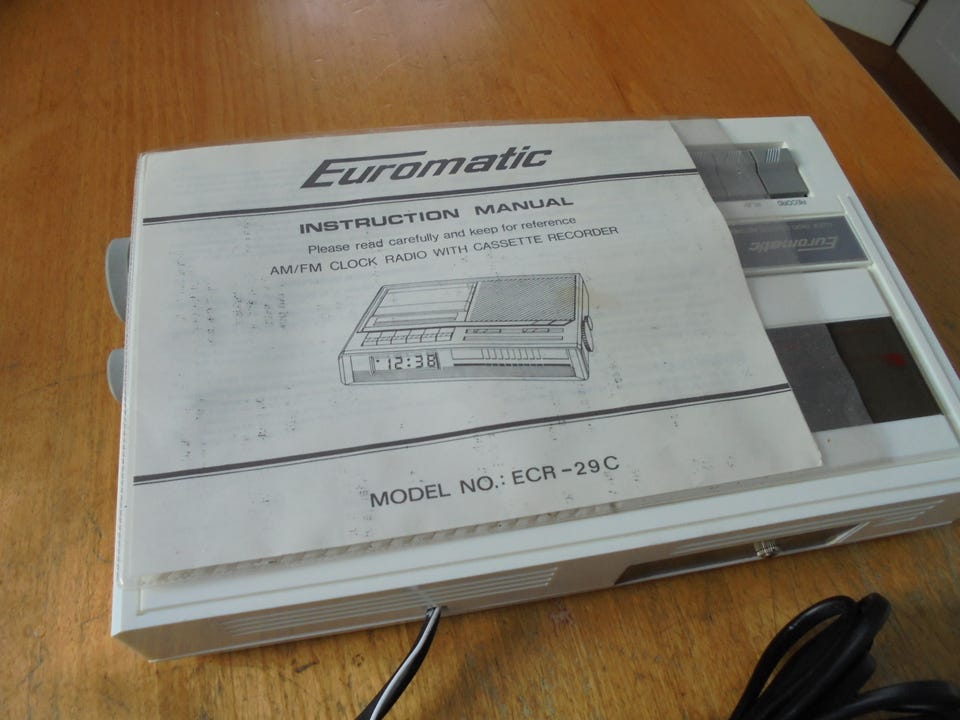 Euromatic
INSTRUCTION MANUAL
Please read carefully and keep for reference
AM/FM CLOCK RADIO WITH CASSETTE RECORDER
12:38
MODEL NO.: ECR-29C
RECORD
PLAY
Euromatic